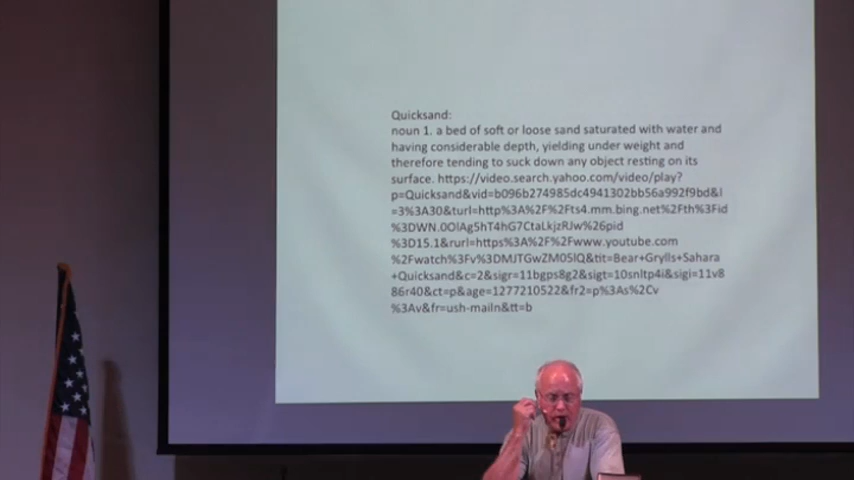 Quicksand:
noun 1. a bed of soft or loose sand saturated with water and
having considerable depth, yielding under weight and
therefore tending to suck down any object resting on its
surface. https://video.search.yahoo.com/video/play?
p=Quicksand&vid=b096b274985dc4941302bb56a992f9bd&l
=3%3A30&turl=http%3A%2F%2Fts4.mm.bing.net%2Fth%3Fid
%3DWN.0OlAg5hT4hG7CtaLkjzRJw%26pid
%3D15.1&rurl=https%3A%2F%2Fwww.youtube.com
%2Fwatch%3Fv%3DMJTGwZM05lQ&tit=Bear+Grylls+Sahara
+Quicksand&c=2&sigr=11bgps8g2&sigt=10snltp4i&sigi=11v8
86r40&ct=p&age=1277210522&fr2=p%3As%2Cv
%3Av&fr=ush-mailn&tt=b